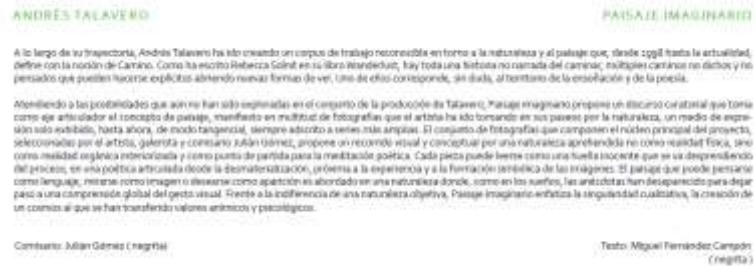 ANDRÉS TALAVERO PAISAJE IMAGINARIO
A lo largo de su trayectoria, Andrés Talavero ha ido creando un corpus de trabajo reconocible en torno a la naturaleza y al paisaje que, desde 1998 hasta la actualidad,
define con la noción de Camino. Como ha escrito Rebecca Solnit en su libro Wanderlust, hay toda una historia no narrada del caminar, múltiples caminos no dichos y no
pensados que pueden hacerse explícitos abriendo nuevas formas de ver. Uno de ellos corresponde, sin duda, al territorio de la ensoñación y de la poesía.
Atendiendo a las posibilidades que aún no han sido exploradas en el conjunto de la producción de Talavero, Paisaje imaginario propone un discurso curatorial que toma
como eje articulador el concepto de paisaje, manifiesto en multitud de fotografías que el artista ha ido tomando en sus paseos por la naturaleza, un medio de expre-
sión solo exhibido, hasta ahora, de modo tangencial, siempre adscrito a series más amplias. El conjunto de fotografías que componen el núcleo principal del proyecto,
seleccionadas por el artista, galerista y comisario Julián Gómez, propone un recorrido visual y conceptual por una naturaleza aprehendida no como realidad física, sino
como realidad orgánica interiorizada y como punto de partida para la meditación poética. Cada pieza puede leerse como una huella inocente que se va desprendiendo
del proceso, en una poética articulada desde la desmaterialización, próxima a la experiencia y a la formación simbólica de las imágenes. El paisaje que puede pensarse
como lenguaje, mirarse como imagen o desearse como aparición es abordado en una naturaleza donde, como en los sueños, las anécdotas han desaparecido para dejar
paso a una comprensión global del gesto visual. Frente a la indiferencia de una naturaleza objetiva, Paisaje imaginario enfatiza la singularidad cualitativa, la creación de
un cosmos al que se han transferido valores anímicos y psicológicos.
Comisario: Julián Gómez ( negrita) Texto: Miguel Fernández Campón
( negrita )